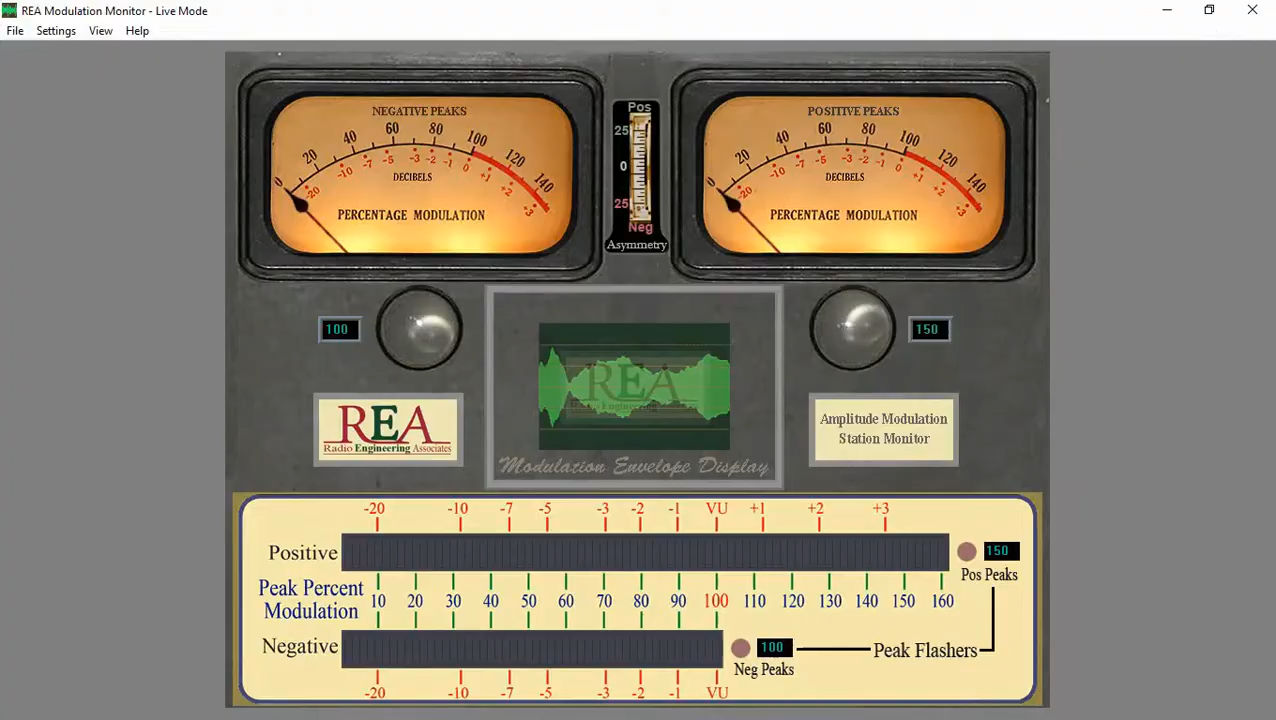 REA Modulation Monitor - Live Mode
File Settings View Help
NEGATIVE PEAKS
0 20 40 60 80 100 120 140
-20 -10 -7 -5 -3 -2 -1 0 +1 +2 -3
DECIBELS
PERCENTAGE MODULATION
Pos
25
0
25
Neg
Asymmetry
POSITIVE PEAKS
0 20 40 60 80 100 120 140
-20 -10 -7 -5 -3 -2 -1 0 +1 +2 -3
DECIBELS
PERCENTAGE MODULATION
100
150
REA
Radio Engineering Associates
REA
Radio Engineering Associates
Modulation Envelope Display
Amplitude Modulation
Station Monitor
-20 -10 -7 -5 -3 -2 -1 VU +1 +2 +3
Positive
150
Pos Peaks
Peak Percent
Modulation
10 20 30 40 50 60 70 80 90 100 110 120 130 140 150 160
Negative
100
Neg Peaks
Peak Flashers
-20 -10 -7 -5 -3 -2 -1 VU